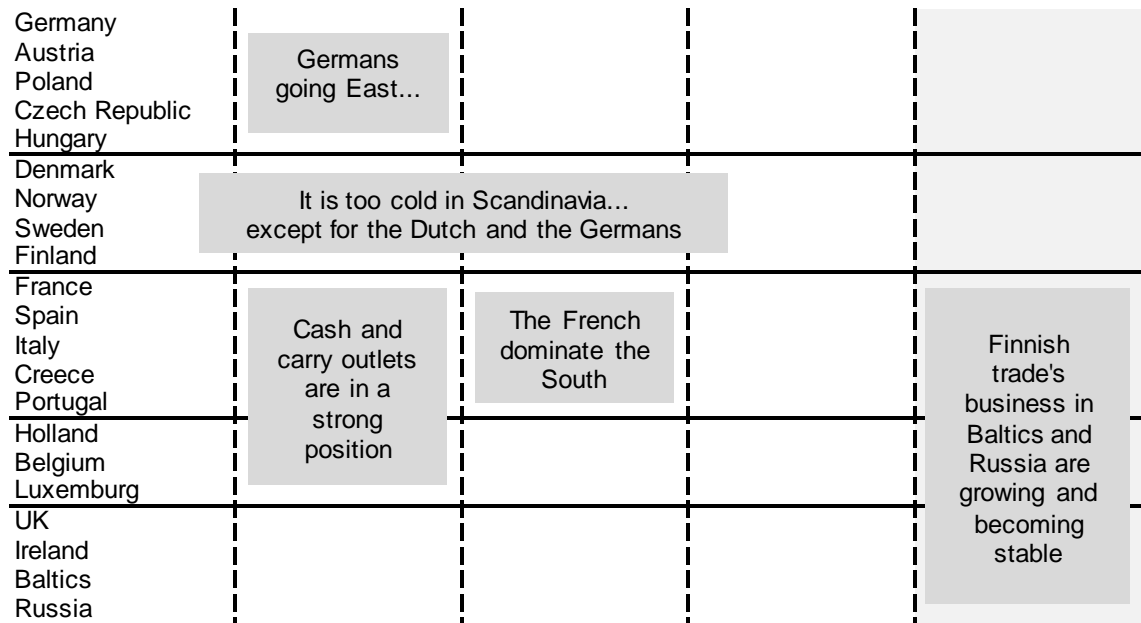 Germany
Austria
Poland
Czech Republic
Hungary
Germans
going East...
Denmark
Norway
Sweden
Finland
It is too cold in Scandinavia...
except for the Dutch and the Germans
France
Spain
Italy
Creece
Portugal
Holland
Belgium
Luxemburg
Cash and
carry outlets
are in a
strong
position
The French
dominate the
South
UK
Ireland
Baltics
Russia
Finnish
trade's
business in
Baltics and
Russia are
growing and
becoming
stable